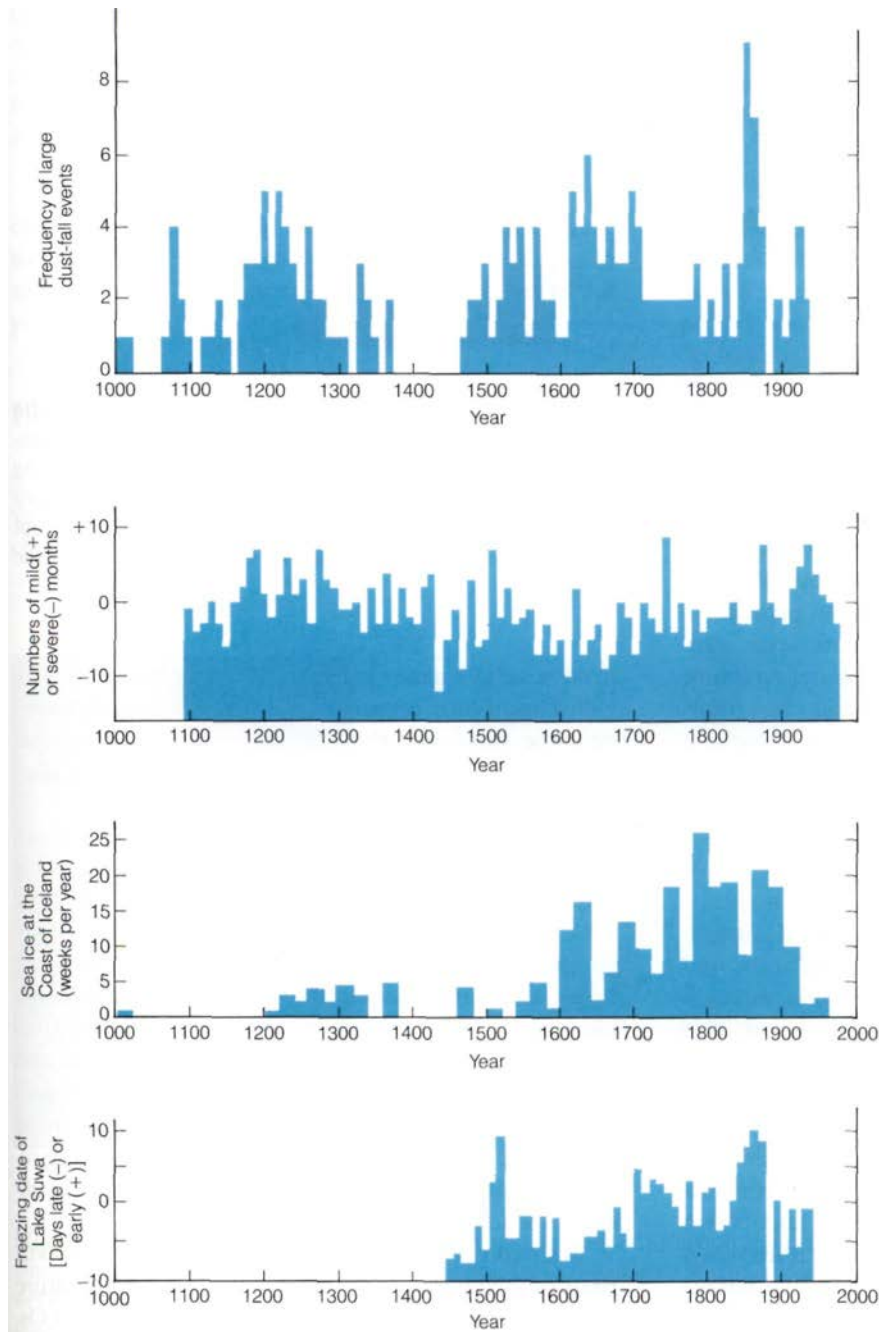 Frequency of large
dust-fall events
8
6
4
2
0
1000 1100 1200 1300 1400 1500 1600 1700 1800 1900
Year
Numbers of mild(+)
or severe(−) months
+10
0
−10
1000 1100 1200 1300 1400 1500 1600 1700 1800 1900
Year
Sea ice at the
Coast of Iceland
(weeks per year)
25
20
15
10
5
0
1000 1100 1200 1300 1400 1500 1600 1700 1800 1900 2000
Year
Freezing date of
Lake Suwa
[Days late (−) or
early (+)]
10
0
−10
1000 1100 1200 1300 1400 1500 1600 1700 1800 1900 2000
Year